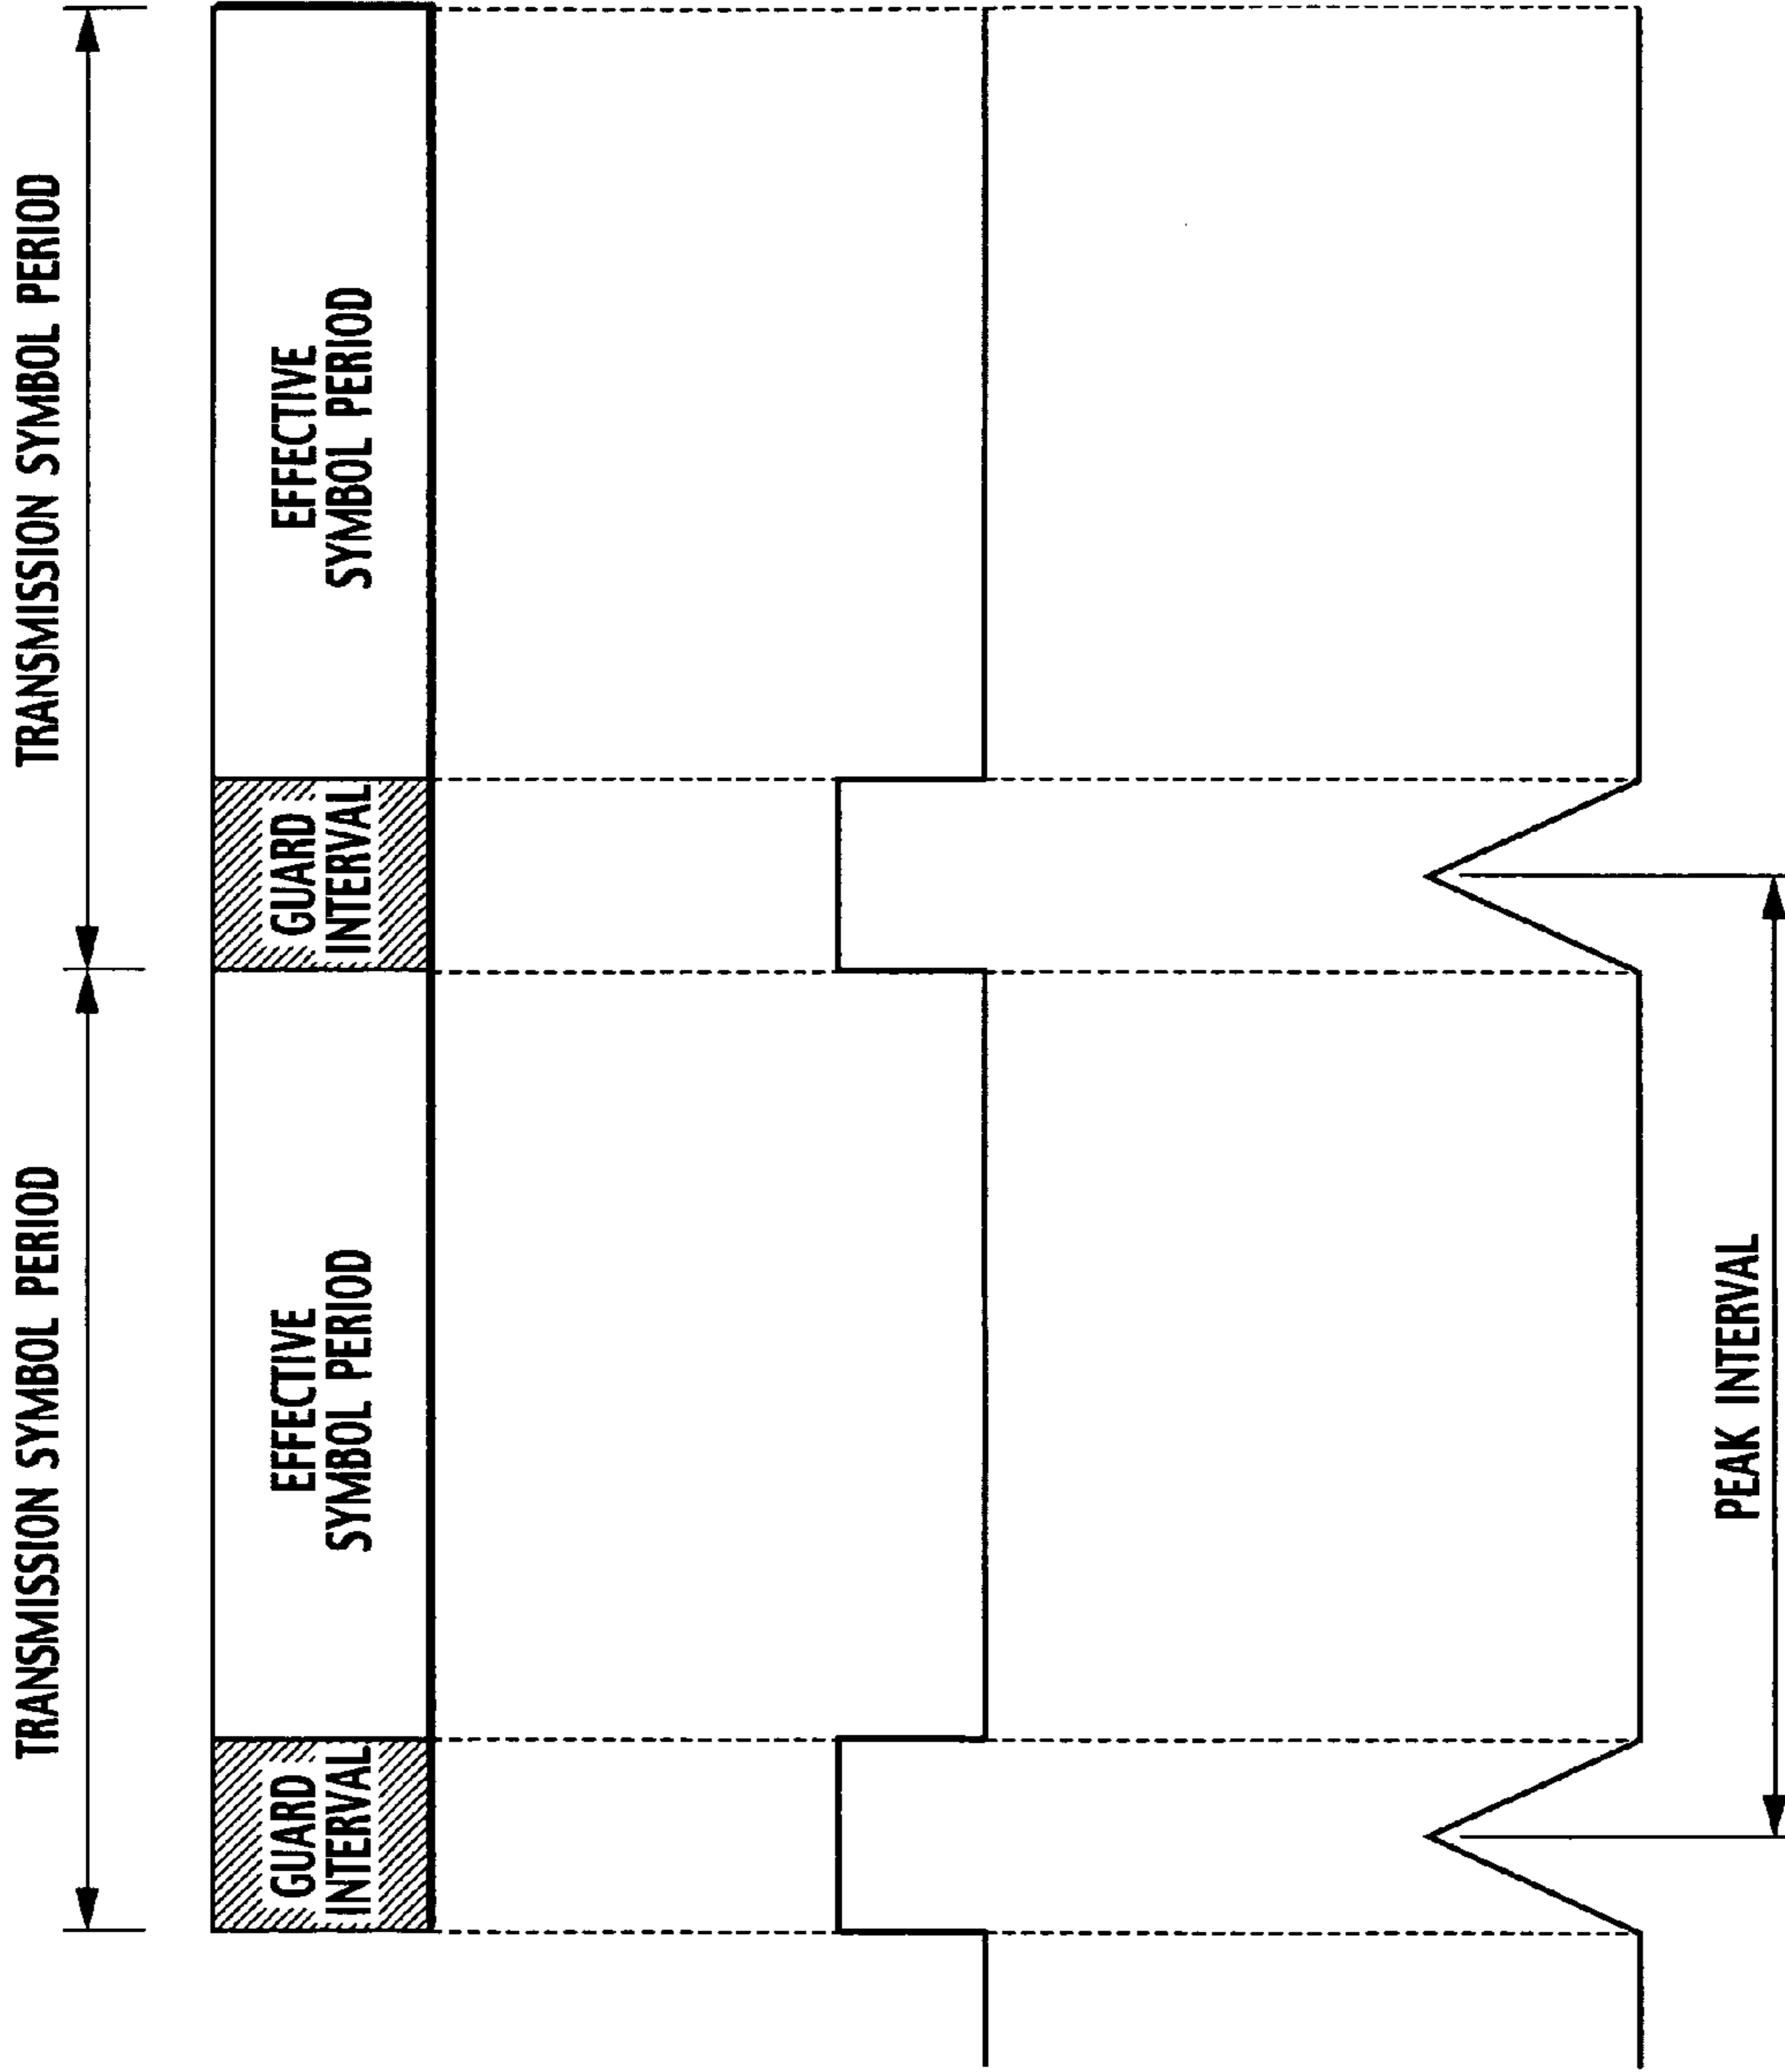 TRANSMISSION SYMBOL PERIOD
TRANSMISSION SYMBOL PERIOD
GUARD
INTERVAL
EFFECTIVE
SYMBOL PERIOD
GUARD
INTERVAL
EFFECTIVE
SYMBOL PERIOD
PEAK INTERVAL